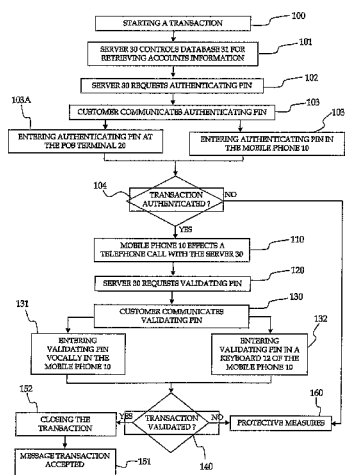 STARTING A TRANSACTION
100
SERVER 30 CONTROLS DATABASE 31 FOR
RETRIEVING ACCOUNTS INFORMATION
101
SERVER 30 REQUESTS AUTHENTICATING PIN
102
CUSTOMER COMMUNICATES AUTHENTICATING PIN
103
103A
ENTERING AUTHENTICATING PIN AT
THE POS TERMINAL 20
103
ENTERING AUTHENTICATING PIN IN
THE MOBILE PHONE 10
104
TRANSACTION
AUTHENTICATED ?
NO
YES
MOBILE PHONE 10 EFFECTS A
TELEPHONE CALL WITH THE SERVER 30
110
SERVER 30 REQUESTS VALIDATING PIN
120
CUSTOMER COMMUNICATES
VALIDATING PIN
130
131
ENTERING
VALIDATING PIN
VOCALLY IN THE
MOBILE PHONE 10
132
ENTERING
VALIDATING PIN IN A
KEYBOARD 12 OF THE
MOBILE PHONE 10
152
CLOSING THE
TRANSACTION
YES
TRANSACTION
VALIDATED ?
NO
140
160
PROTECTIVE MEASURES
MESSAGE TRANSACTION
ACCEPTED
151